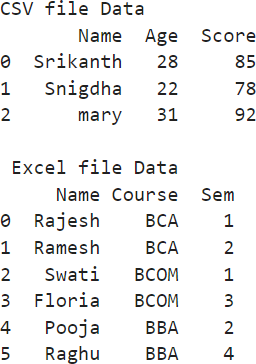 CSV file Data
Name Age Score
0 Srikanth 28 85
1 Snigdha 22 78
2 mary 31 92
Excel file Data
Name Course Sem
0 Rajesh BCA 1
1 Ramesh BCA 2
2 Swati BCOM 1
3 Floria BCOM 3
4 Pooja BBA 2
5 Raghu BBA 4